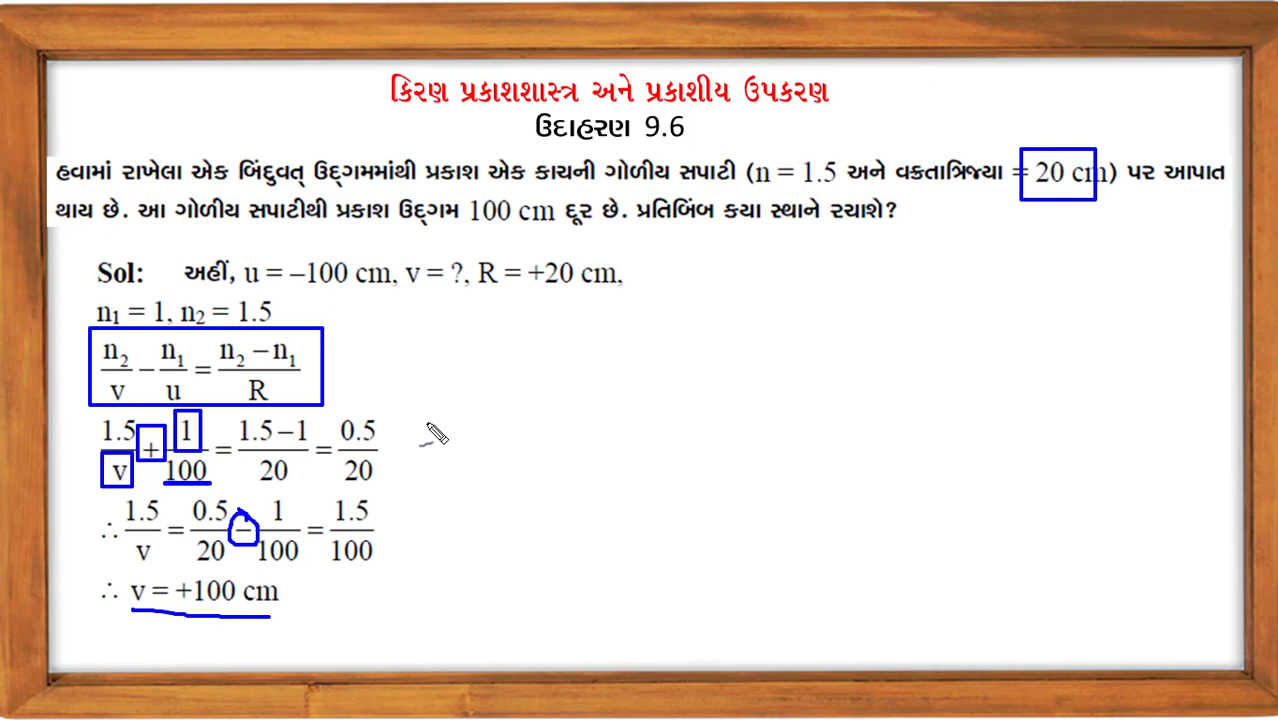 કિરણ પ્રકાશશાસ્ત્ર અને પ્રકાશીય ઉપકરણ
ઉદાહરણ 9.6
હવામાં રાખેલા એક બિંદુવત્ ઉદ્ગમમાંથી પ્રકાશ એક કાચની ગોળીય સપાટી (n = 1.5 અને વક્રતાત્રિજ્યા = 20 cm) પર આપાત
થાય છે. આ ગોળીય સપાટીથી પ્રકાશ ઉદ્ગમ 100 cm દૂર છે. પ્રતિબિંબ કયા સ્થાને રચાશે?
Sol: અહીં, u = –100 cm, v = ?, R = +20 cm,
n₁ = 1, n₂ = 1.5
n₂/v – n₁/u = (n₂ – n₁)/R
1.5/v + 1/100 = (1.5 – 1)/20 = 0.5/20
∴ 1.5/v = 0.5/20 – 1/100 = 1.5/100
∴ v = +100 cm